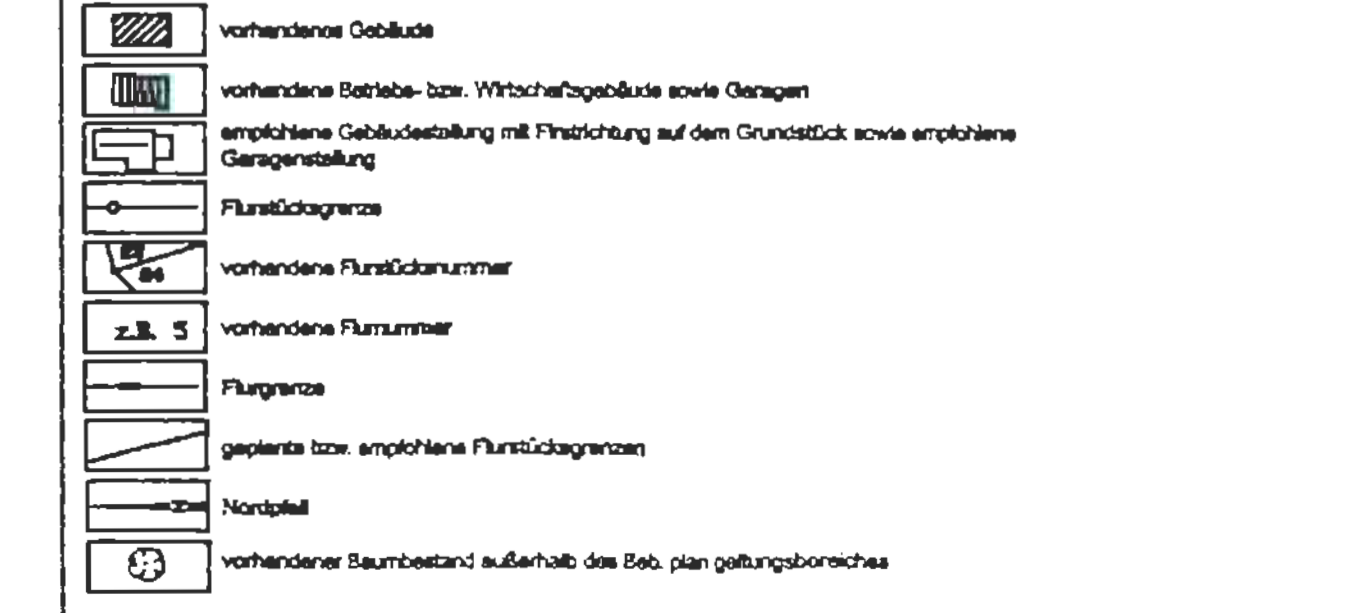 vorhandenes Gebäude
vorhandene Betriebs- bzw. Wirtschaftsgebäude sowie Garagen
empfohlene Gebäudestellung mit Firstrichtung auf dem Grundstück sowie empfohlene
Garagenstellung
Flurstücksgrenze
84
vorhandene Flurstücksnummer
z.B. 5 vorhandene Flurnummer
Flurgrenze
geplante bzw. empfohlene Flurstücksgrenzen
Nordpfeil
vorhandener Baumbestand außerhalb des Beb. plan geltungsbereiches